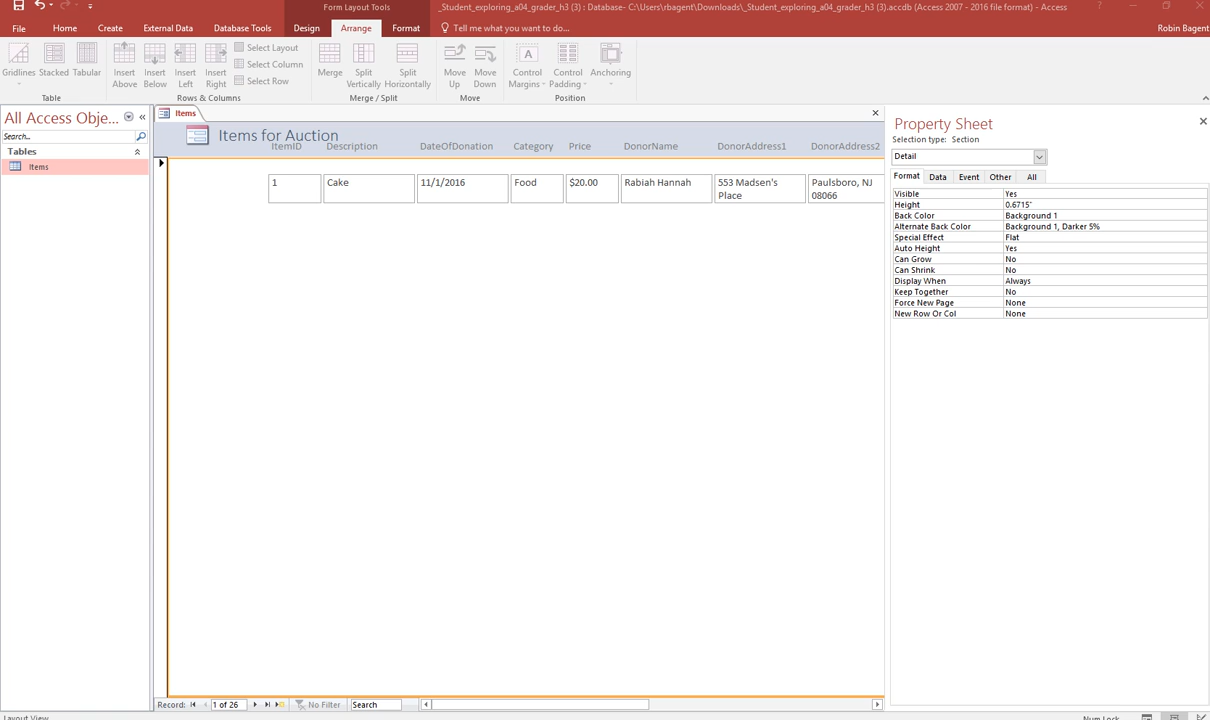 Form Layout Tools
_Student_exploring_a04_grader_h3 (3) : Database- C:\Users\rbagent\Downloads\_Student_exploring_a04_grader_h3 (3).accdb (Access 2007 - 2016 file format) - Access
?
File Home Create External Data Database Tools Design Arrange Format Tell me what you want to do... Robin Bagent
Gridlines Stacked Tabular
Table
Insert Above Insert Below Insert Left Insert Right
Select Layout
Select Column
Select Row
Rows & Columns
Merge Split Vertically Split Horizontally
Merge / Split
Move Up Move Down
Move
Control Margins Control Padding Anchoring
Position
All Access Obje...
Search...
Tables
Items
Items
Items for Auction
ItemID Description DateOfDonation Category Price DonorName DonorAddress1 DonorAddress2
1 Cake 11/1/2016 Food $20.00 Rabiah Hannah 553 Madsen's Place Paulsboro, NJ 08066
Property Sheet
Selection type: Section
Detail
Format Data Event Other All
Visible Yes
Height 0.6715"
Back Color Background 1
Alternate Back Color Background 1, Darker 5%
Special Effect Flat
Auto Height Yes
Can Grow No
Can Shrink No
Display When Always
Keep Together No
Force New Page None
New Row Or Col None
Record: 1 of 26 No Filter Search
Layout View Num Lock